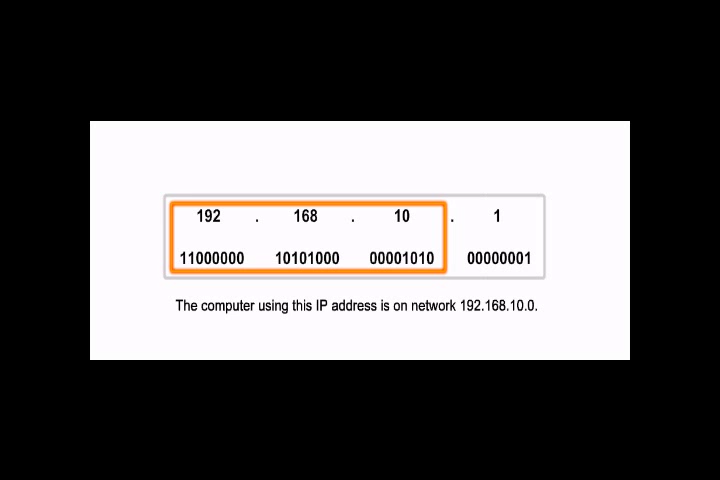 192 . 168 . 10 . 1
11000000 10101000 00001010 00000001
The computer using this IP address is on network 192.168.10.0.